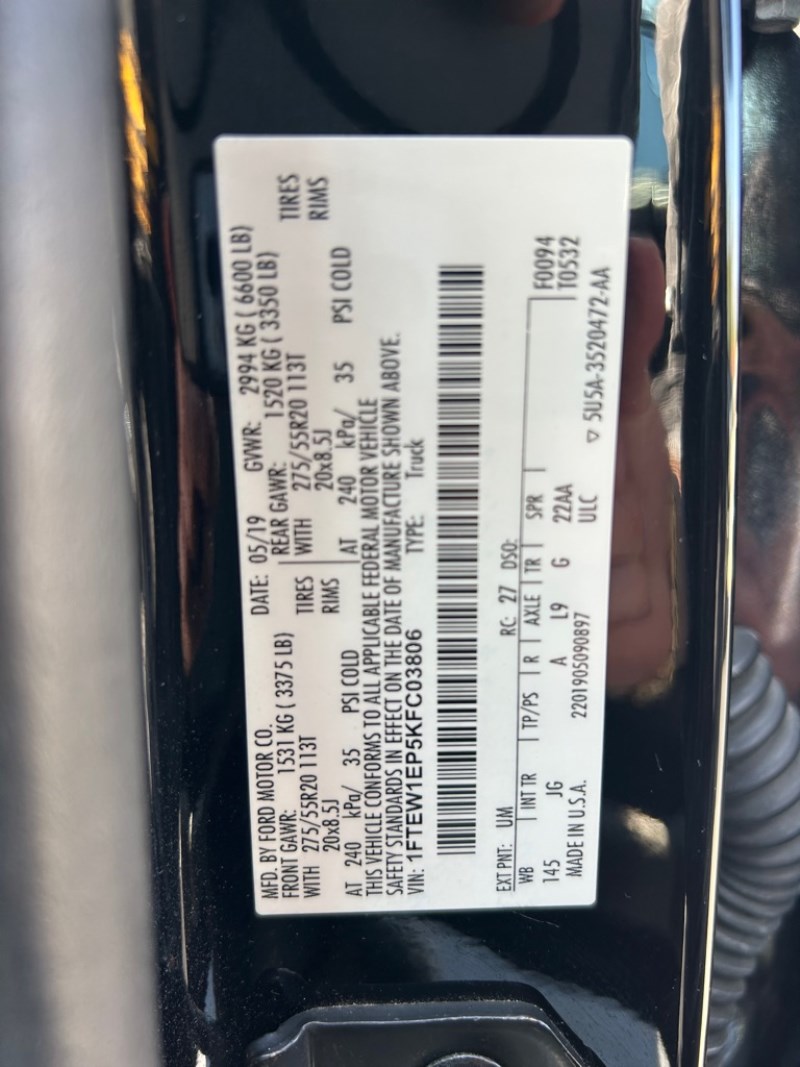 MFD. BY FORD MOTOR CO.
DATE: 05/19 GVWR: 2994 KG ( 6600 LB)
FRONT GAWR: 1531 KG ( 3375 LB)
REAR GAWR: 1520 KG ( 3350 LB)
WITH 275/55R20 113T TIRES
WITH 275/55R20 113T TIRES
20x8.5J RIMS
20x8.5J RIMS
AT 240 kPa/ 35 PSI COLD
AT 240 kPa/ 35 PSI COLD
THIS VEHICLE CONFORMS TO ALL APPLICABLE FEDERAL MOTOR VEHICLE
SAFETY STANDARDS IN EFFECT ON THE DATE OF MANUFACTURE SHOWN ABOVE.
VIN: 1FTEW1EP5KFC03806 TYPE: Truck
EXT PNT: UM RC: 27 DSO:
WB INT TR TP/PS R AXLE TR SPR F0094
145 JG A L9 G 22AA T0532
MADE IN U.S.A. 2201905090897 ULC
▽ 5U5A-3520472-AA